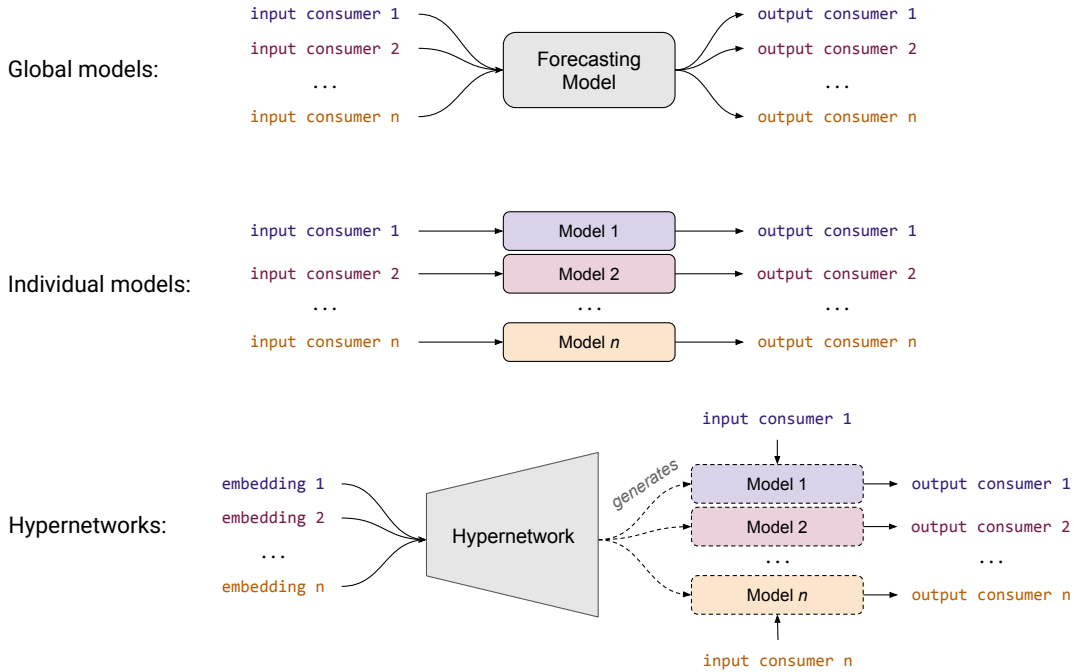 Global models:
input consumer 1
input consumer 2
...
input consumer n
Forecasting
Model
output consumer 1
output consumer 2
...
output consumer n
Individual models:
input consumer 1
input consumer 2
...
input consumer n
Model 1
Model 2
...
Model n
output consumer 1
output consumer 2
...
output consumer n
Hypernetworks:
embedding 1
embedding 2
...
embedding n
Hypernetwork
generates
input consumer 1
Model 1
Model 2
...
Model n
input consumer n
output consumer 1
output consumer 2
...
output consumer n